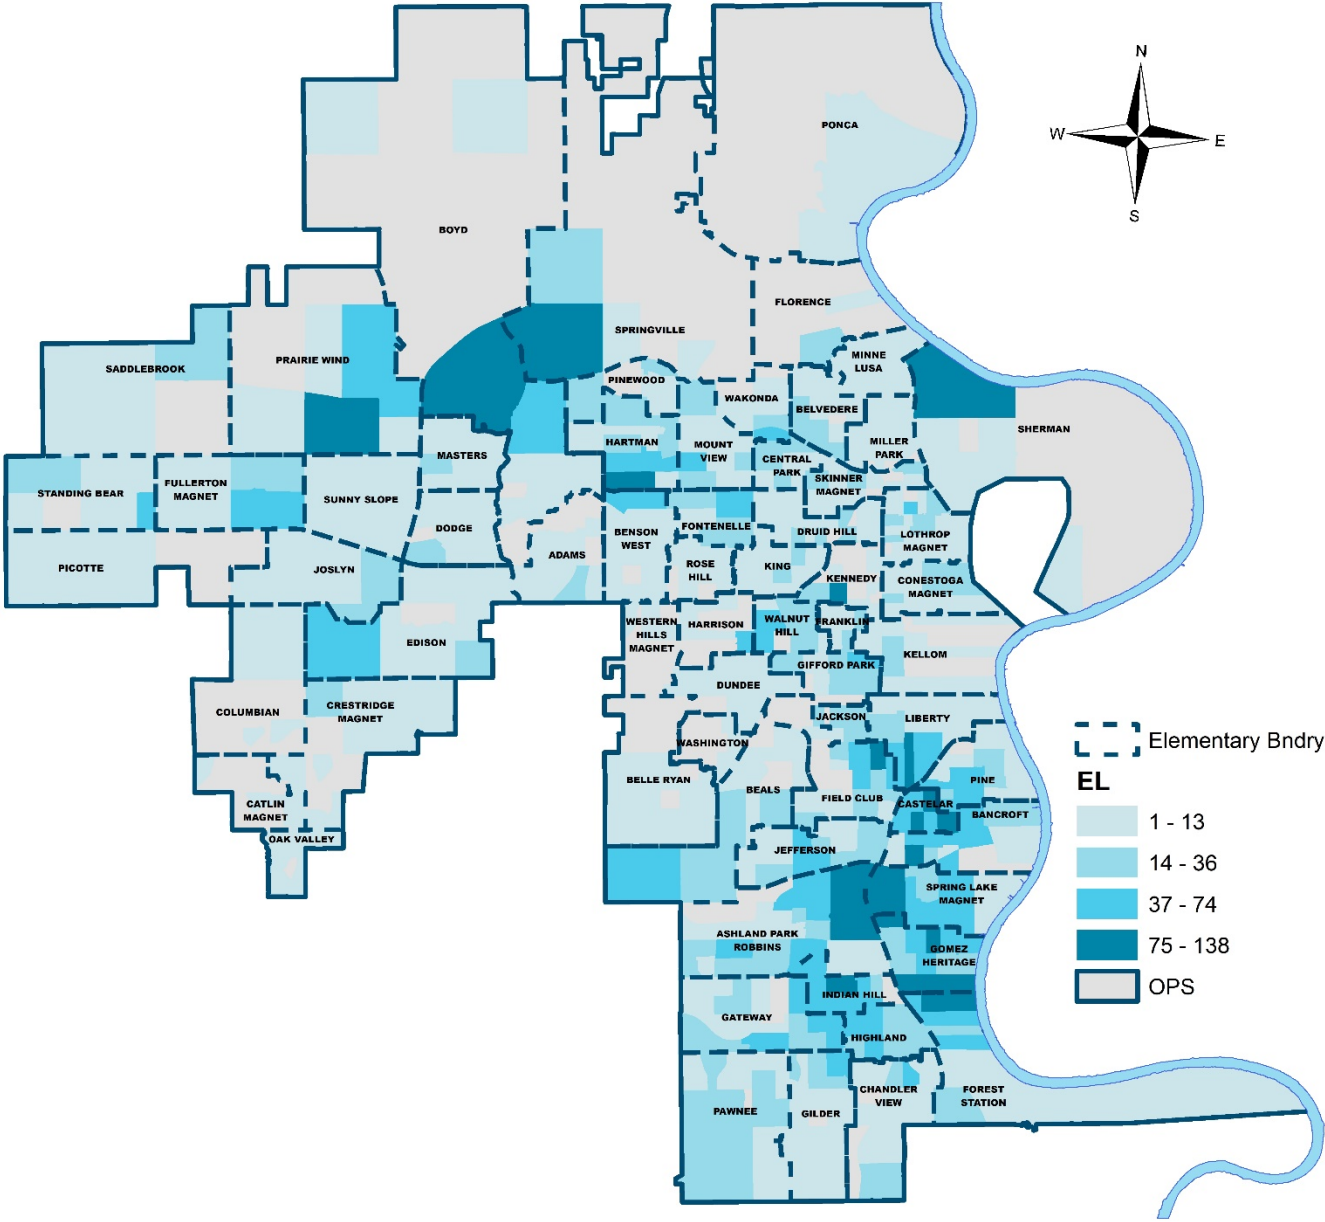 N
W
E
S
PONCA
BOYD
FLORENCE
SPRINGVILLE
MINNE
LUSA
PRAIRIE WIND
SADDLEBROOK
PINEWOOD
WAKONDA
BELVEDERE
SHERMAN
HARTMAN
MOUNT
VIEW
MILLER
PARK
MASTERS
CENTRAL
PARK
SKINNER
MAGNET
STANDING BEAR
FULLERTON
MAGNET
SUNNY SLOPE
DODGE
BENSON
WEST
FONTENELLE
DRUID HILL
LOTHROP
MAGNET
ADAMS
PICOTTE
JOSLYN
ROSE
HILL
KING
KENNEDY
CONESTOGA
MAGNET
WESTERN
HILLS
MAGNET
HARRISON
WALNUT
HILL
FRANKLIN
EDISON
KELLOM
GIFFORD PARK
DUNDEE
COLUMBIAN
CRESTRIDGE
MAGNET
JACKSON
LIBERTY
WASHINGTON
BELLE RYAN
BEALS
FIELD CLUB
CASTELAR
PINE
BANCROFT
CATLIN
MAGNET
OAK VALLEY
JEFFERSON
SPRING LAKE
MAGNET
ASHLAND PARK
ROBBINS
GOMEZ
HERITAGE
INDIAN HILL
GATEWAY
HIGHLAND
CHANDLER
VIEW
FOREST
STATION
PAWNEE
GILDER
Elementary Bndry
EL
1 - 13
14 - 36
37 - 74
75 - 138
OPS